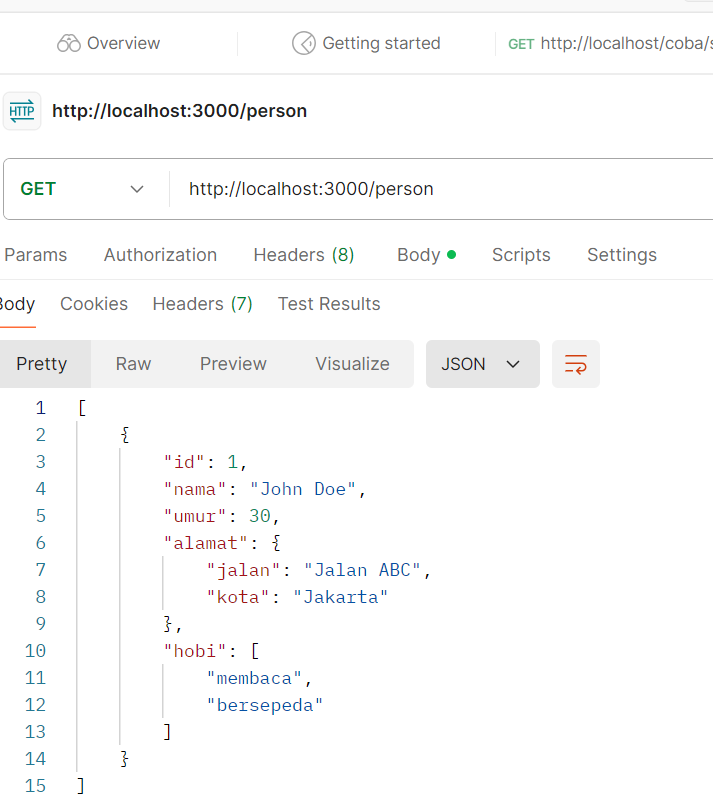 Overview Getting started GET http://localhost/coba/s
HTTP http://localhost:3000/person
GET http://localhost:3000/person
Params Authorization Headers (8) Body Scripts Settings
Body Cookies Headers (7) Test Results
Pretty Raw Preview Visualize JSON
1 [
2 {
3 "id": 1,
4 "nama": "John Doe",
5 "umur": 30,
6 "alamat": {
7 "jalan": "Jalan ABC",
8 "kota": "Jakarta"
9 },
10 "hobi": [
11 "membaca",
12 "bersepeda"
13 ]
14 }
15 ]